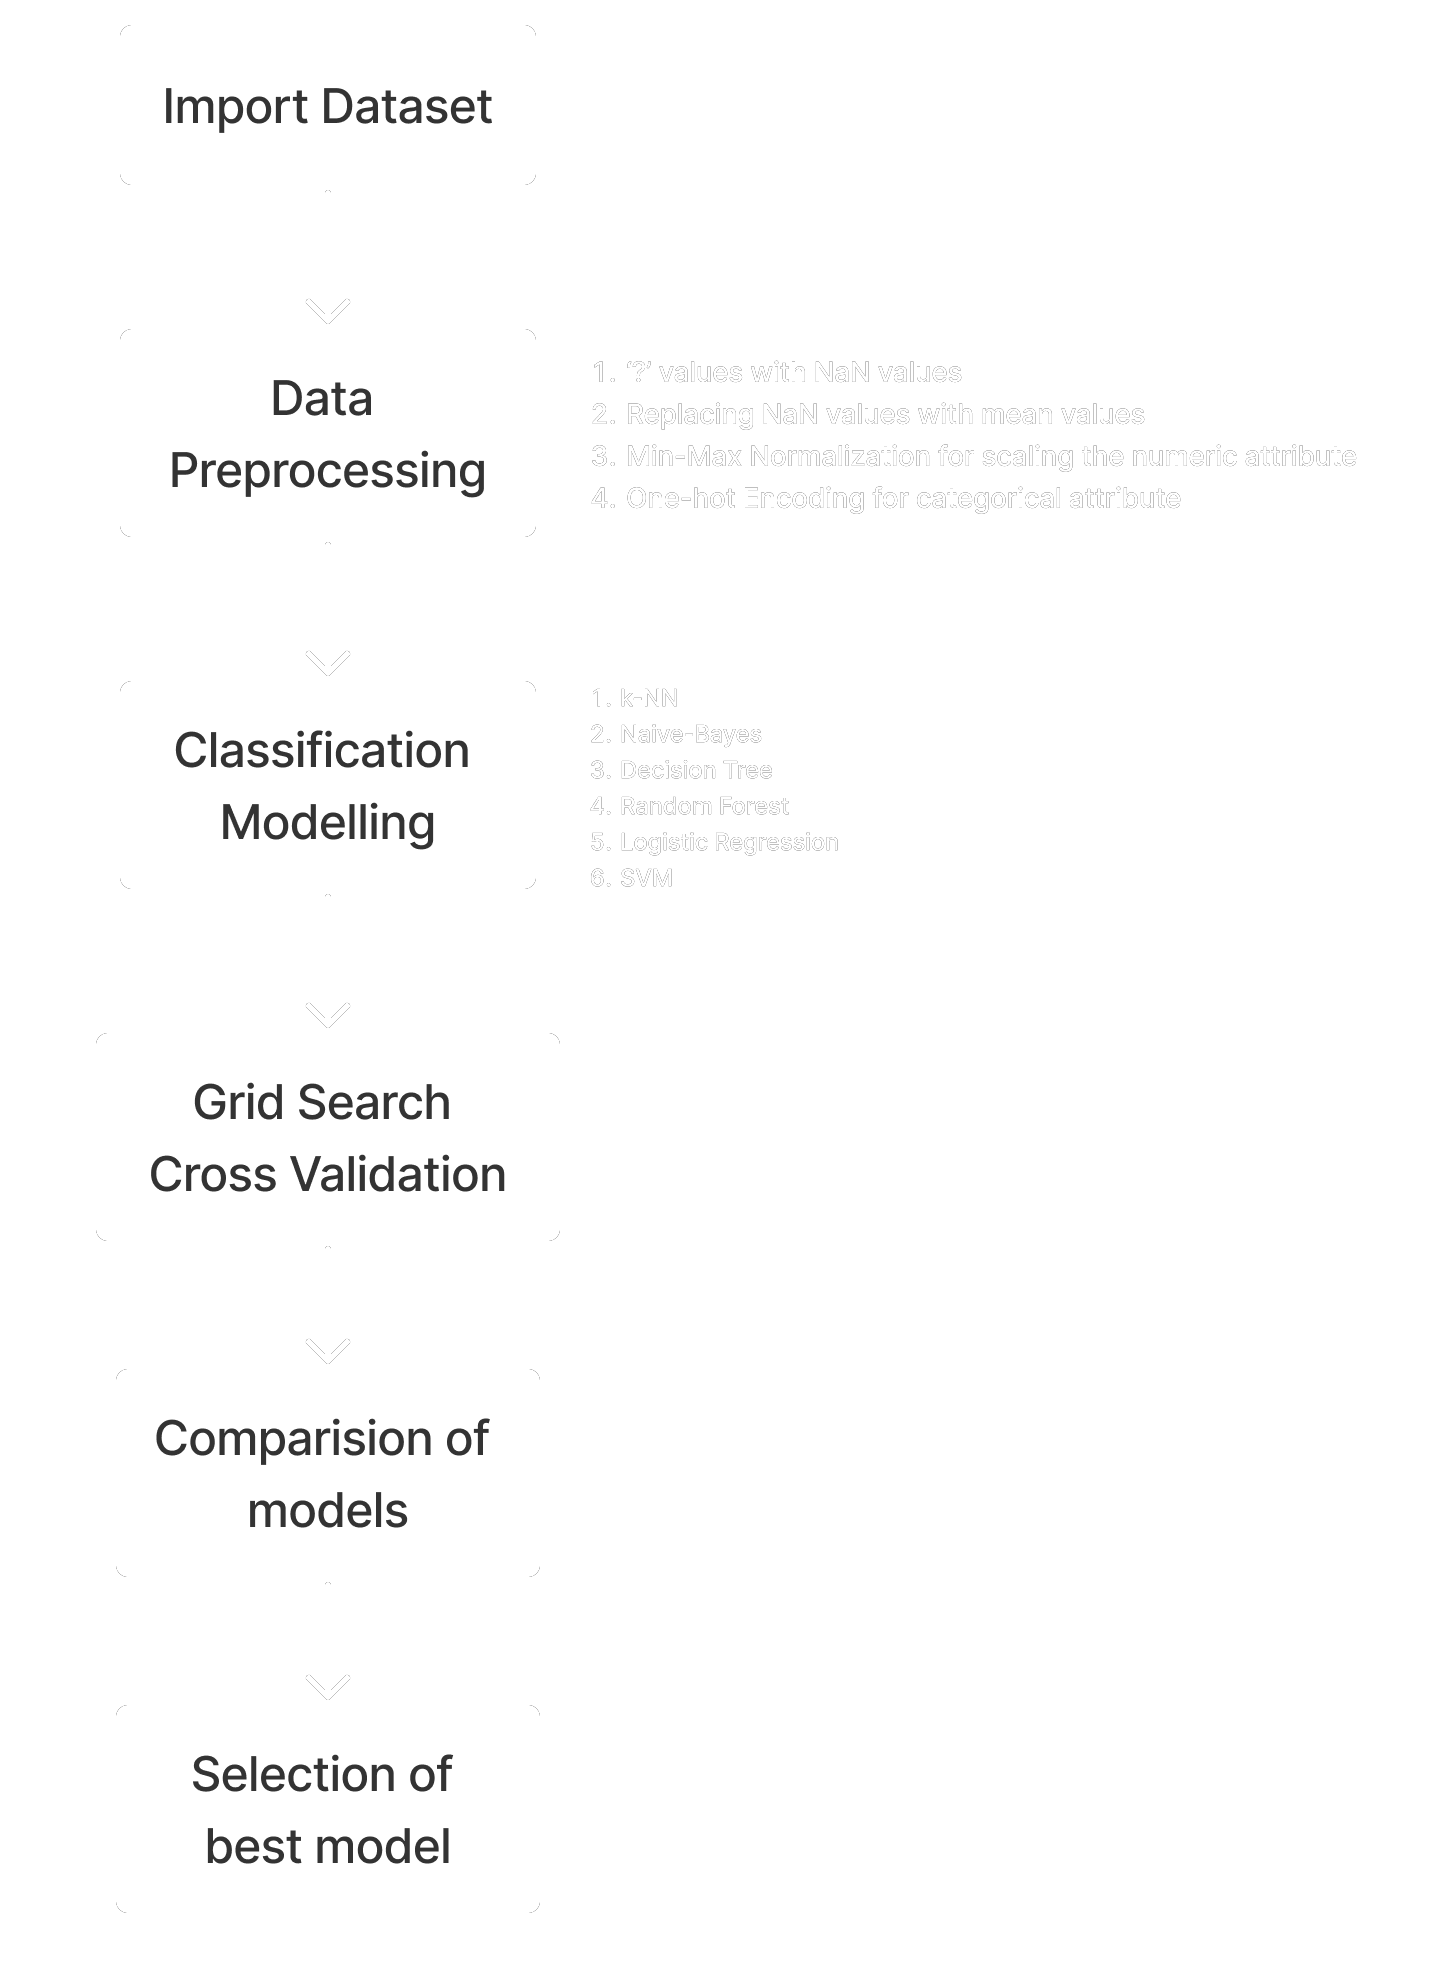 Import Dataset
Data
Preprocessing
1. ‘?’ values with NaN values
2. Replacing NaN values with mean values
3. Min-Max Normalization for scaling the numeric attribute
4. One-hot Encoding for categorical attribute
Classification
Modelling
1. k-NN
2. Naive-Bayes
3. Decision Tree
4. Random Forest
5. Logistic Regression
6. SVM
Grid Search
Cross Validation
Comparision of
models
Selection of
best model